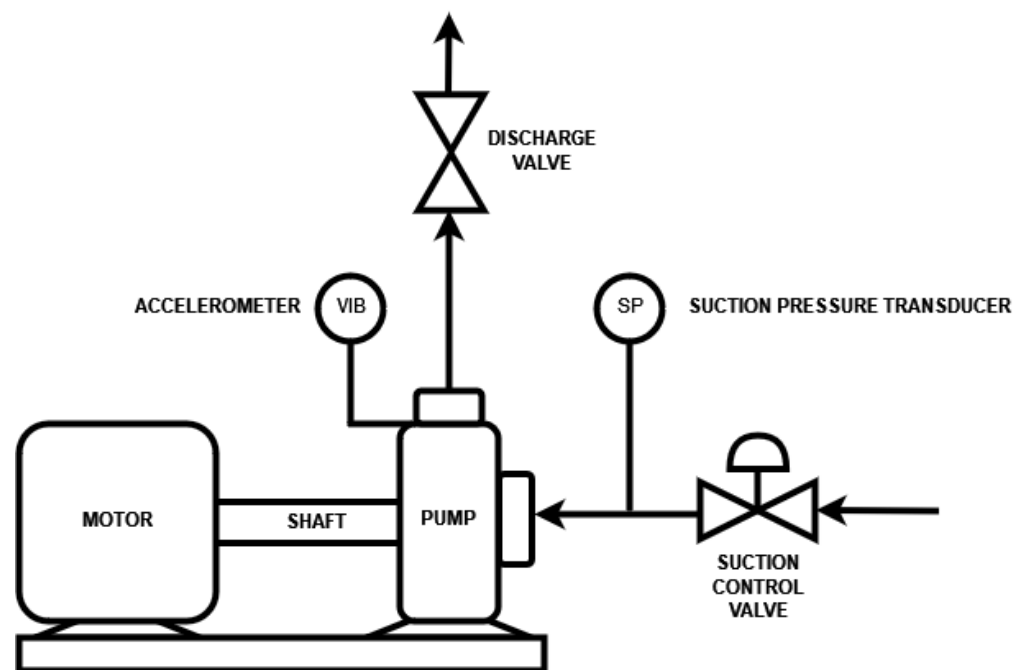 DISCHARGE
VALVE
ACCELEROMETER
VIB
SP
SUCTION PRESSURE TRANSDUCER
MOTOR
SHAFT
PUMP
SUCTION
CONTROL
VALVE